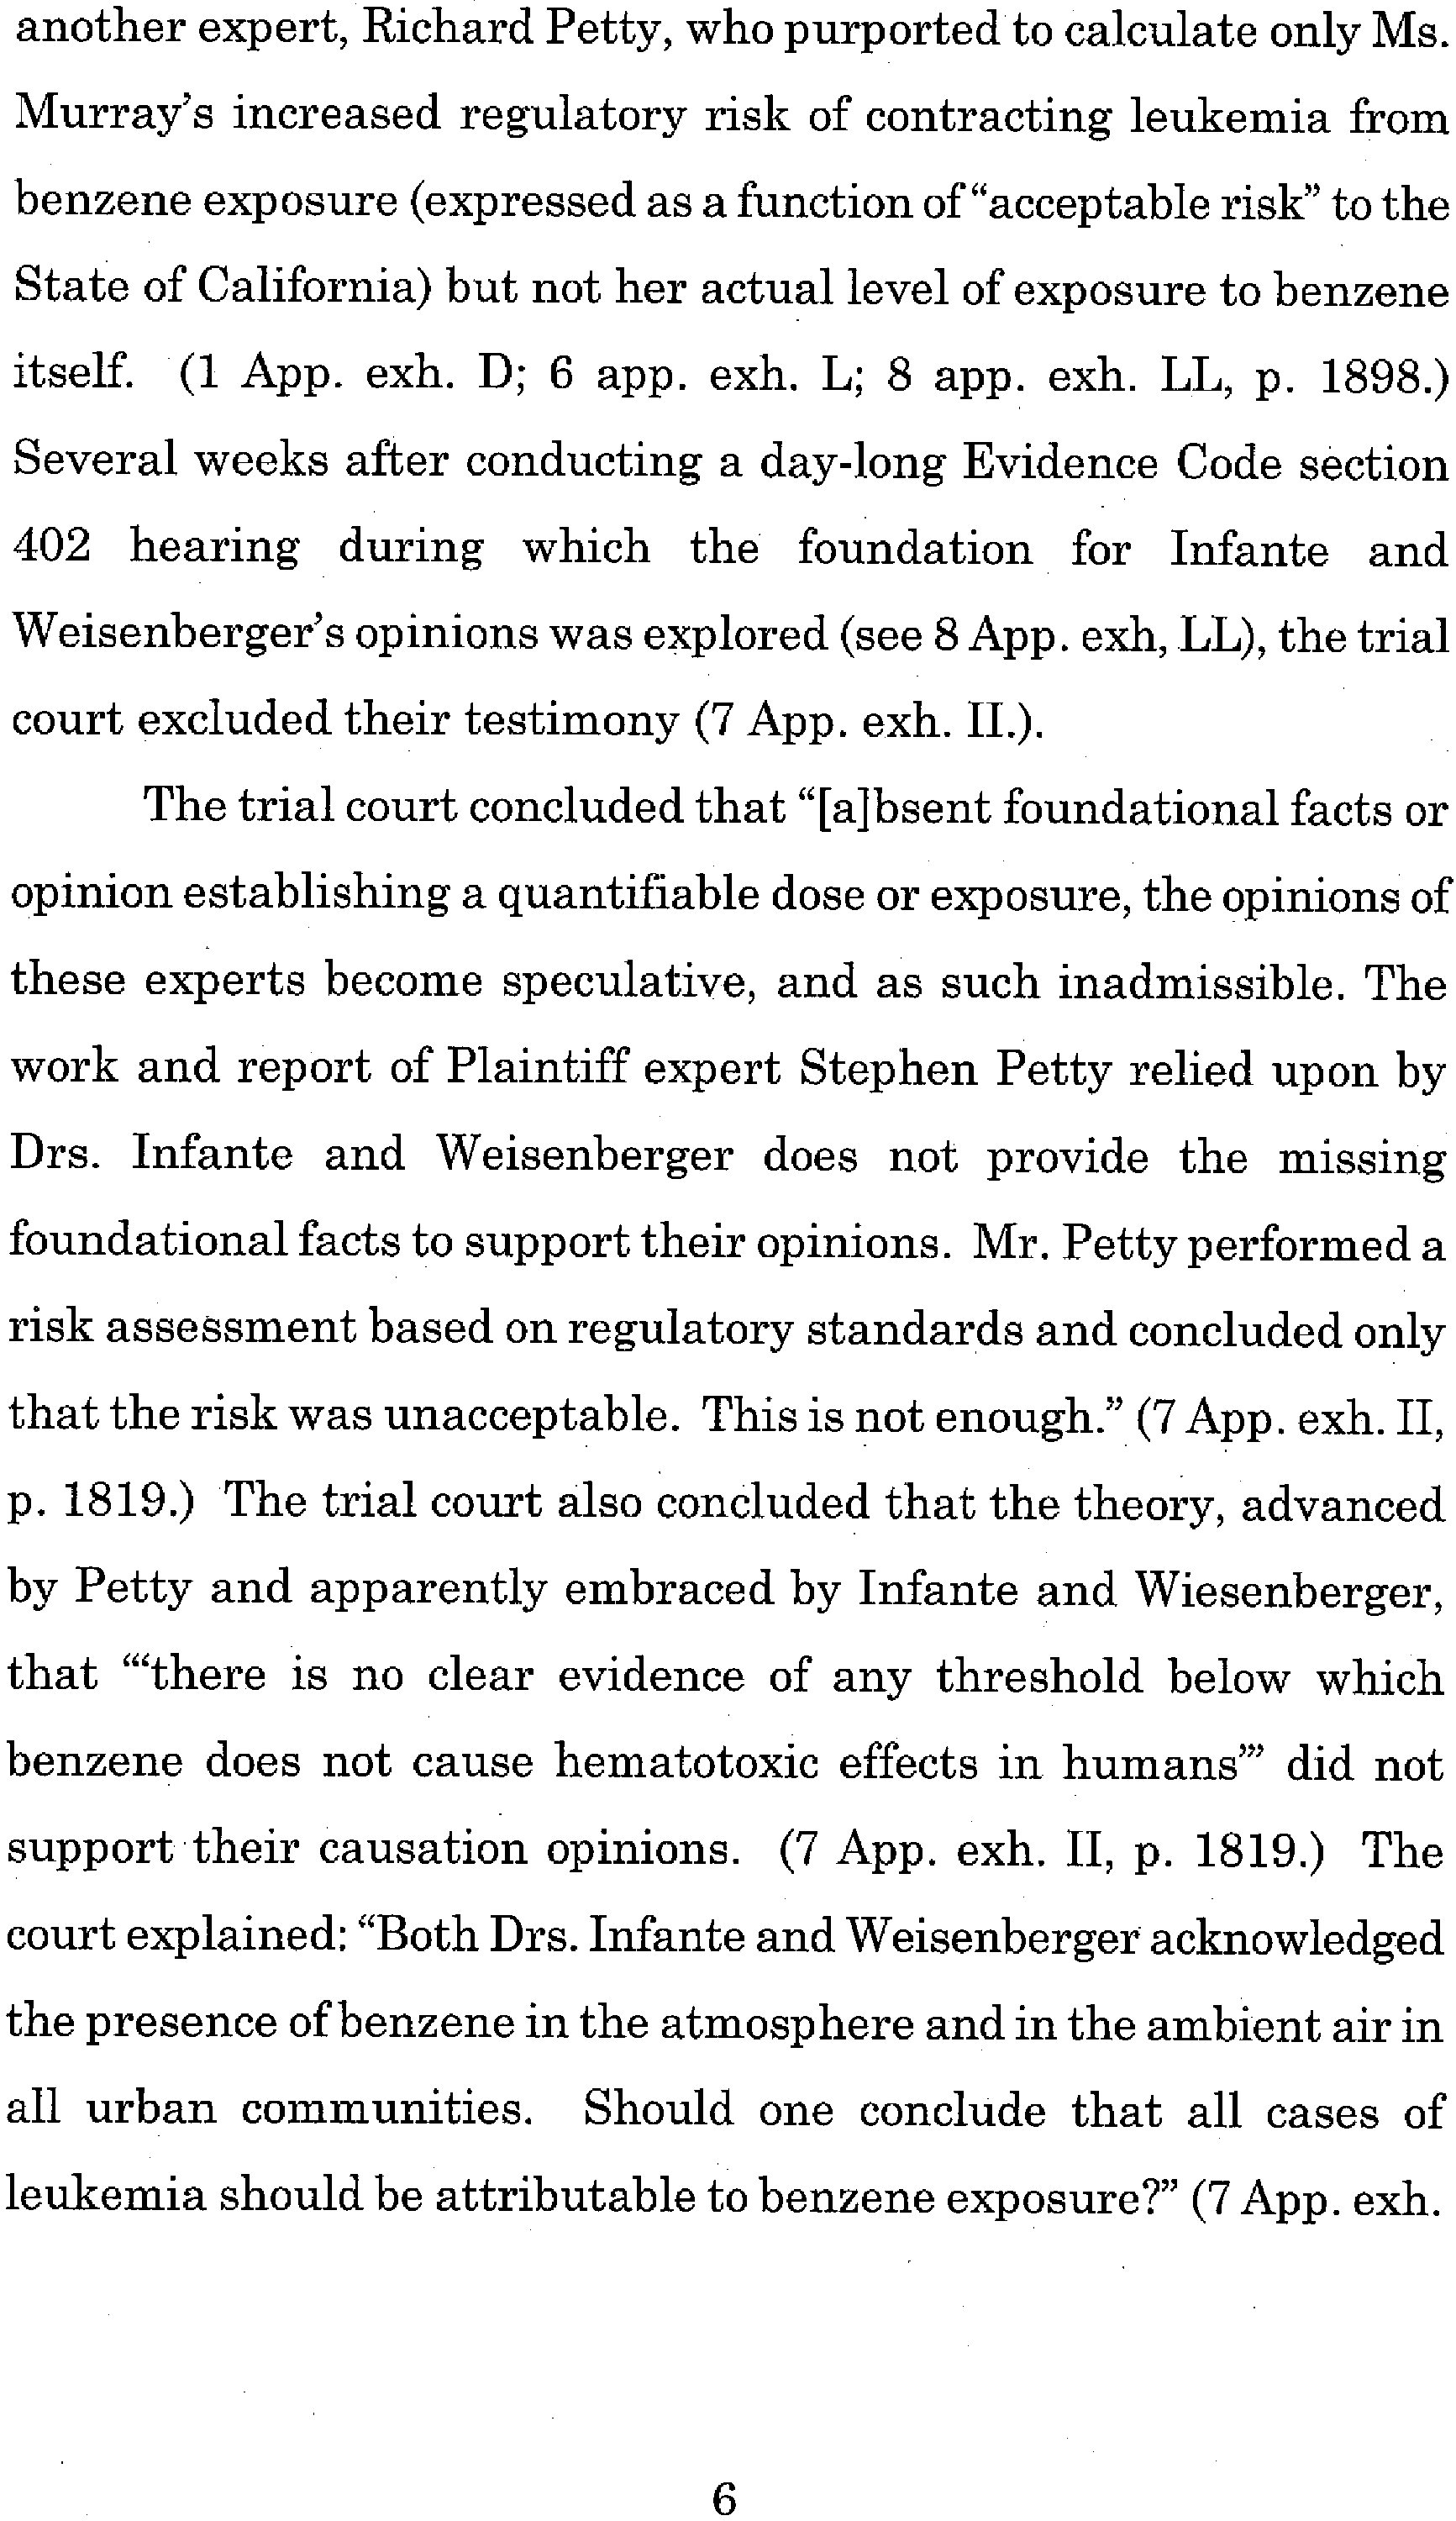 another expert, Richard Petty, who purported to calculate only Ms.
Murray’s increased regulatory risk of contracting leukemia from
benzene exposure (expressed as a function of “acceptable risk” to the
State of California) but not her actual level of exposure to benzene
itself. (1 App. exh. D; 6 app. exh. L; 8 app. exh. LL, p. 1898.)
Several weeks after conducting a day-long Evidence Code section
402 hearing during which the foundation for Infante and
Weisenberger’s opinions was explored (see 8 App. exh, LL), the trial
court excluded their testimony (7 App. exh. II.).
The trial court concluded that “[a]bsent foundational facts or
opinion establishing a quantifiable dose or exposure, the opinions of
these experts become speculative, and as such inadmissible. The
work and report of Plaintiff expert Stephen Petty relied upon by
Drs. Infante and Weisenberger does not provide the missing
foundational facts to support their opinions. Mr. Petty performed a
risk assessment based on regulatory standards and concluded only
that the risk was unacceptable. This is not enough.” (7 App. exh. II,
p. 1819.) The trial court also concluded that the theory, advanced
by Petty and apparently embraced by Infante and Wiesenberger,
that “‘there is no clear evidence of any threshold below which
benzene does not cause hematotoxic effects in humans’” did not
support their causation opinions. (7 App. exh. II, p. 1819.) The
court explained: “Both Drs. Infante and Weisenberger acknowledged
the presence of benzene in the atmosphere and in the ambient air in
all urban communities. Should one conclude that all cases of
leukemia should be attributable to benzene exposure?” (7 App. exh.
6